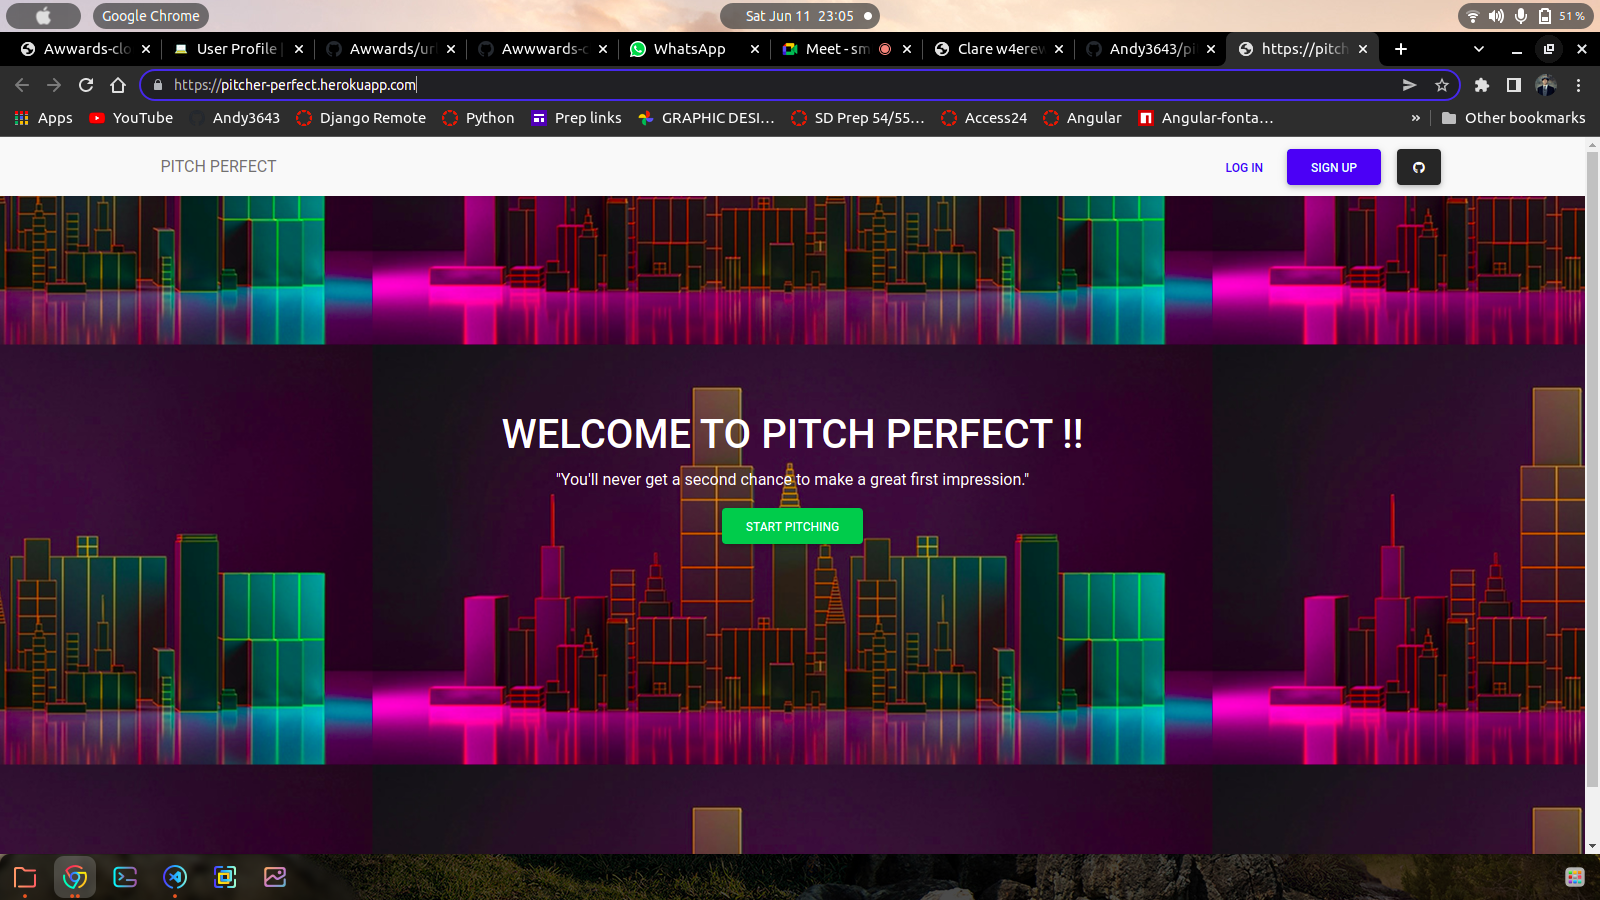 Google Chrome
Sat Jun 11 23:05
51 %
Awwards-clo
User Profile
Awwards/url
Awwwards-c
WhatsApp
Meet - sm
Clare w4erew
Andy3643/pi
https://pitch
https://pitcher-perfect.herokuapp.com
Apps
YouTube
Andy3643
Django Remote
Python
Prep links
GRAPHIC DESI...
SD Prep 54/55...
Access24
Angular
Angular-fonta...
»
Other bookmarks
PITCH PERFECT
LOG IN
SIGN UP
WELCOME TO PITCH PERFECT !!
"You'll never get a second chance to make a great first impression."
START PITCHING